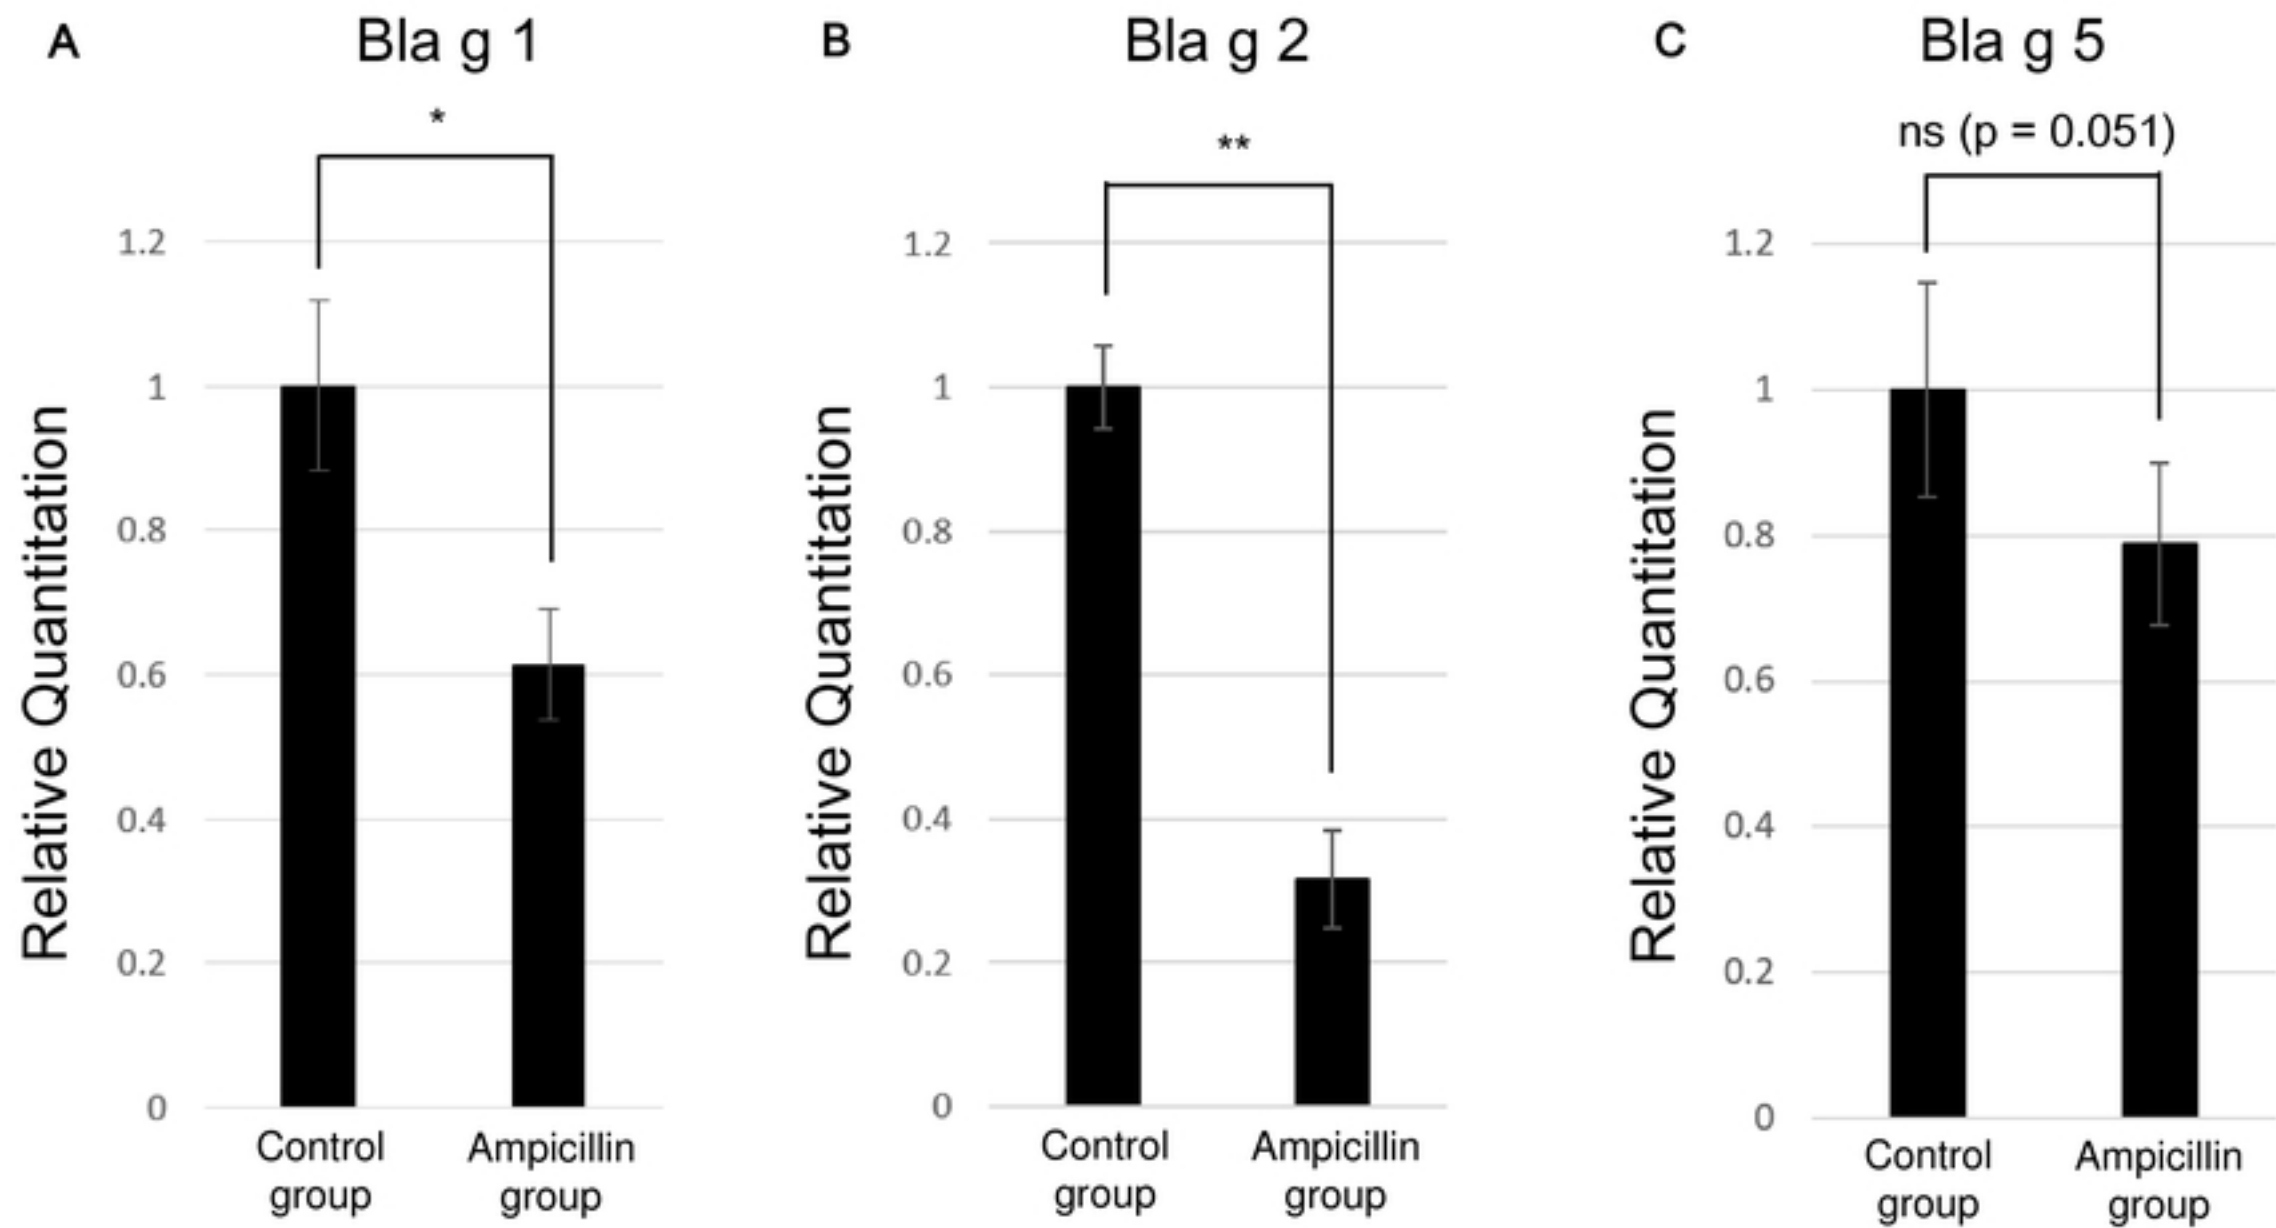 A
Bla g 1
*
1.2
1
0.8
0.6
0.4
0.2
0
Relative Quantitation
Control
group
Ampicillin
group
B
Bla g 2
**
1.2
1
0.8
0.6
0.4
0.2
0
Relative Quantitation
Control
group
Ampicillin
group
C
Bla g 5
ns (p = 0.051)
1.2
1
0.8
0.6
0.4
0.2
0
Relative Quantitation
Control
group
Ampicillin
group